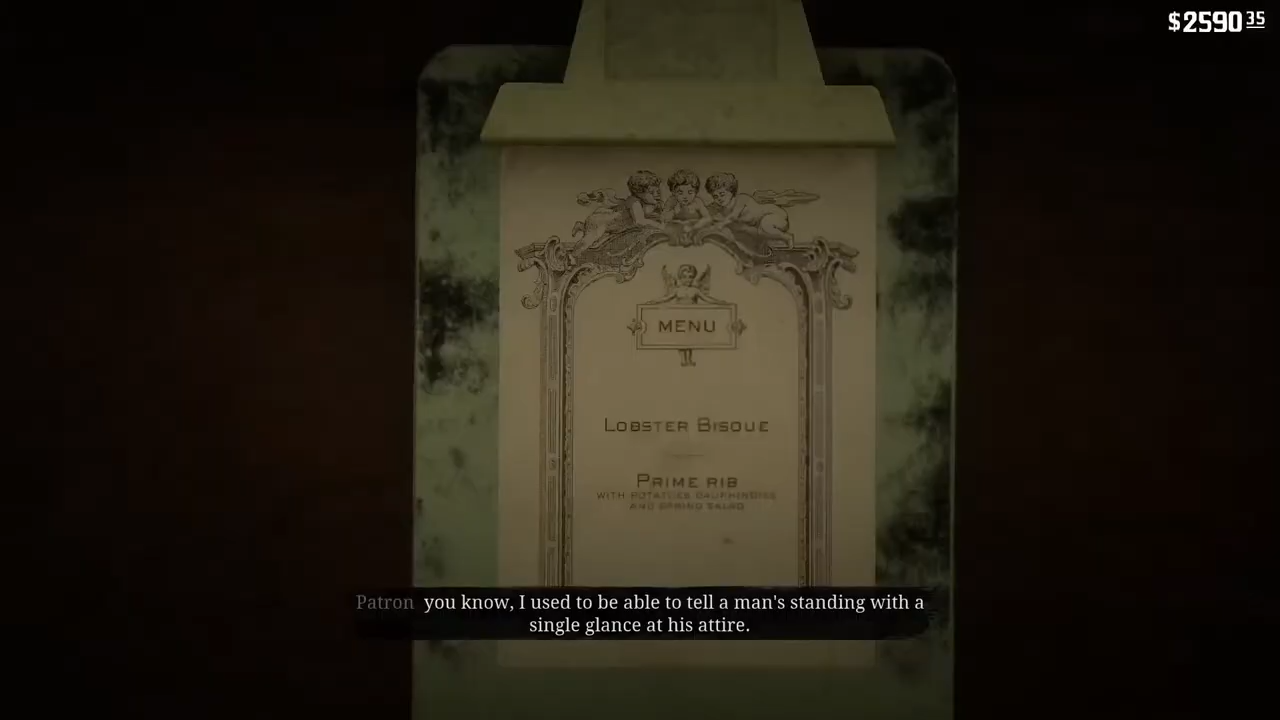 $2590 35
MENU
LOBSTER BISQUE
PRIME RIB
WITH POTATOES DAUPHINOISE
AND SPRING SALAD
Patron you know, I used to be able to tell a man's standing with a
single glance at his attire.